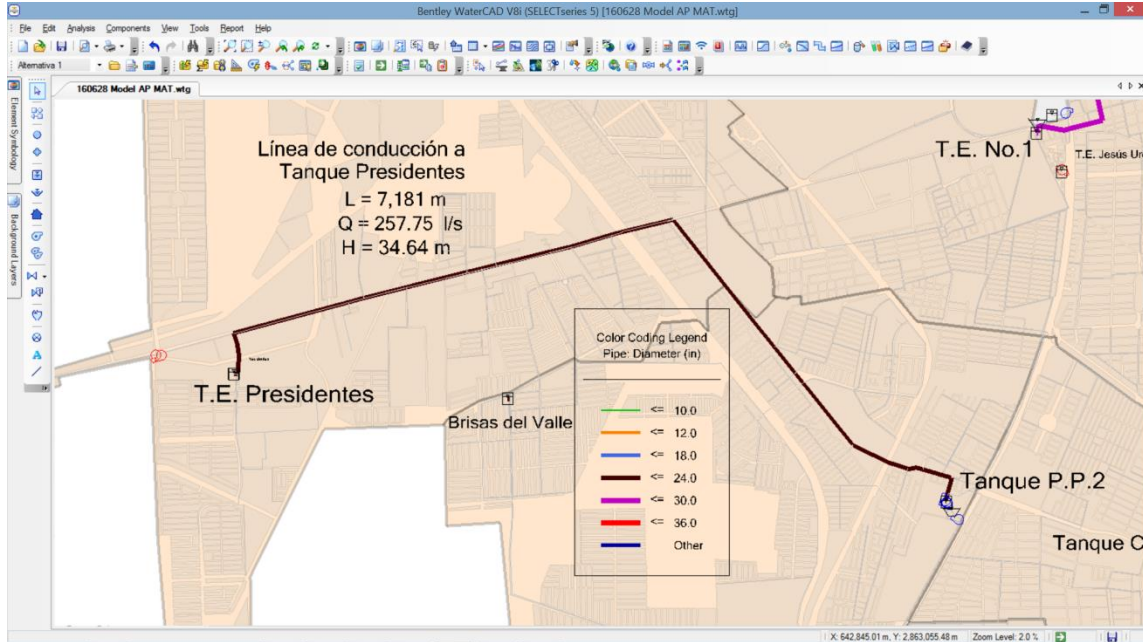 Bentley WaterCAD V8i (SELECTseries 5) [160628 Model AP MAT.wtg]
File Edit Analysis Components View Tools Report Help
Alternativa 1
160628 Model AP MAT.wtg
Element Symbology
Background Layers
Línea de conducción a
Tanque Presidentes
L = 7,181 m
Q = 257.75 l/s
H = 34.64 m
T.E. No.1
T.E. Jesús Ur
T.E. Presidentes
Brisas del Valle
Color Coding Legend
Pipe: Diameter (in)
<= 10.0
<= 12.0
<= 18.0
<= 24.0
<= 30.0
<= 36.0
Other
Tanque P.P.2
Tanque C
X: 642,845.01 m, Y: 2,863,055.48 m Zoom Level: 2.0 %